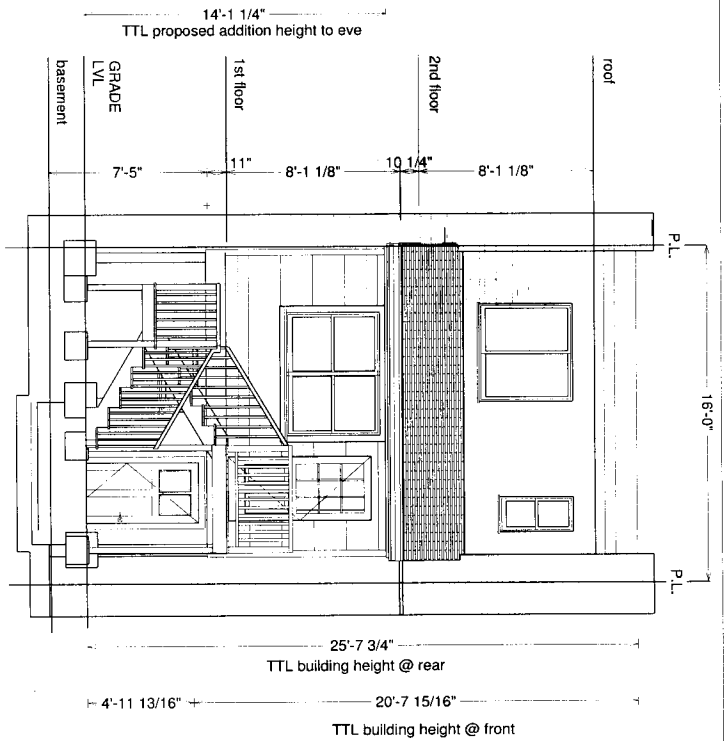 14'-1 1/4"
TTL proposed addition height to eve
basement
GRADE
LVL
1st floor
2nd floor
roof
7'-5"
11"
8'-1 1/8"
10 1/4"
8'-1 1/8"
P.L.
16'-0"
P.L.
25'-7 3/4"
TTL building height @ rear
4'-11 13/16"
20'-7 15/16"
TTL building height @ front